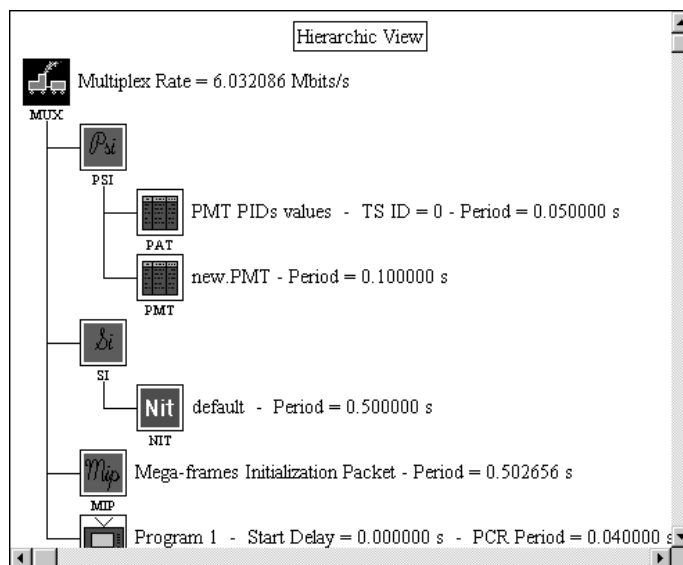 Hierarchic View
Multiplex Rate = 6.032086 Mbits/s
MUX
Psi
PSI
PMT PIDs values - TS ID = 0 - Period = 0.050000 s
PAT
new.PMT - Period = 0.100000 s
PMT
Si
SI
Nit
default - Period = 0.500000 s
NIT
Mip
Mega-frames Initialization Packet - Period = 0.502656 s
MIP
Program 1 - Start Delay = 0.000000 s - PCR Period = 0.040000 s